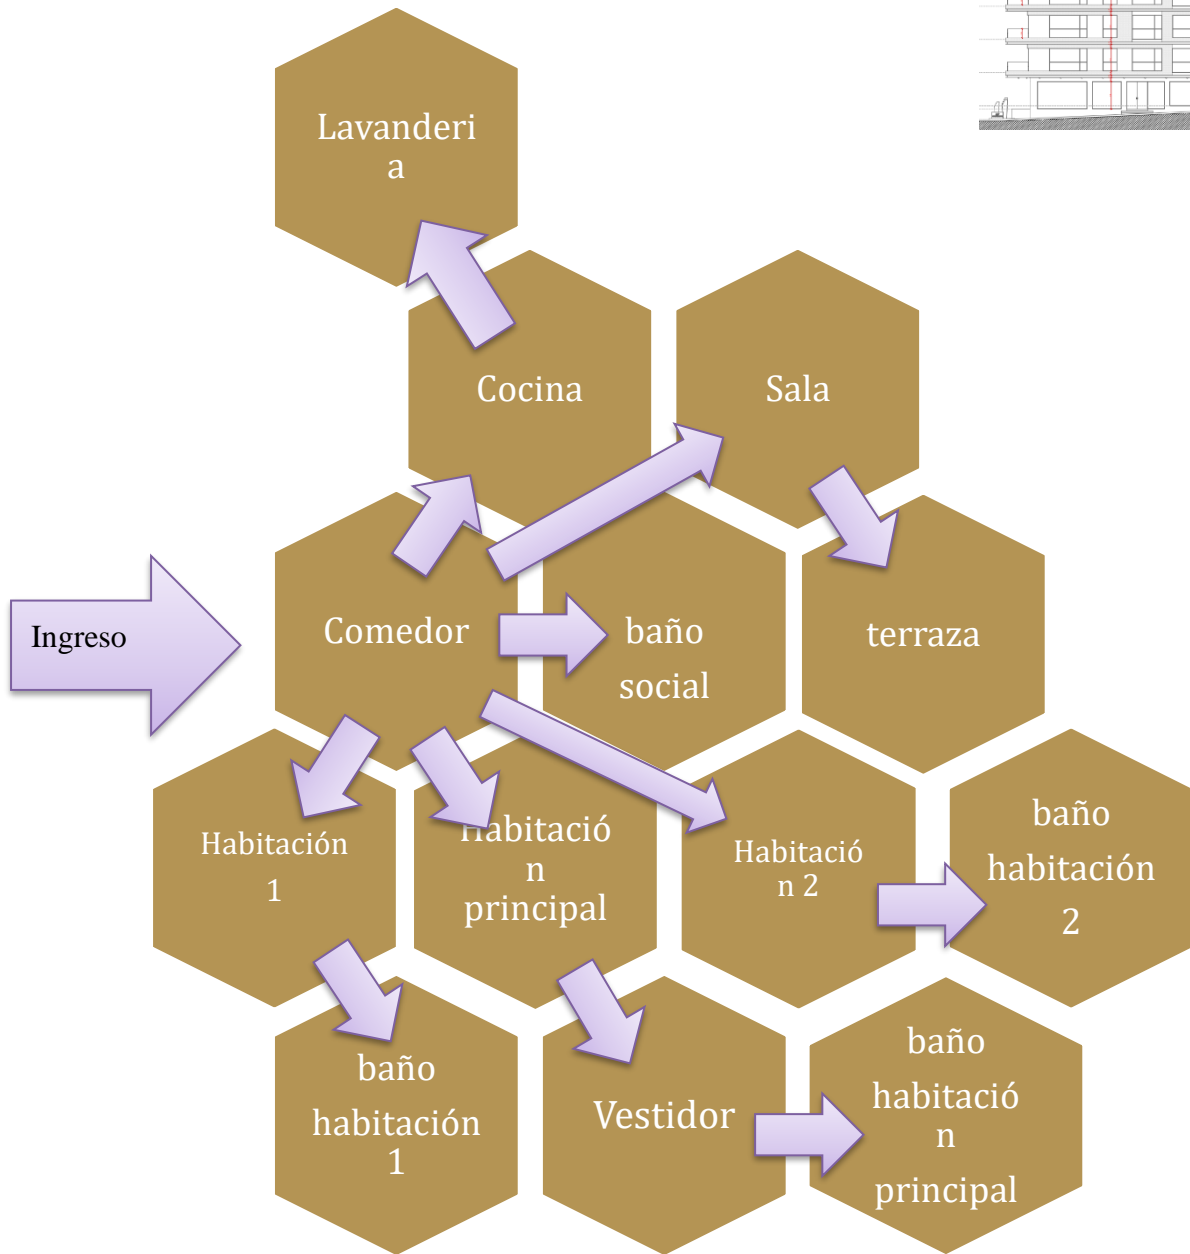 Lavanderi
a
Cocina
Sala
Ingreso
Comedor
baño
social
terraza
Habitación
1
Habitació
n
principal
Habitació
n 2
baño
habitación
2
baño
habitación
1
Vestidor
baño
habitació
n
principal